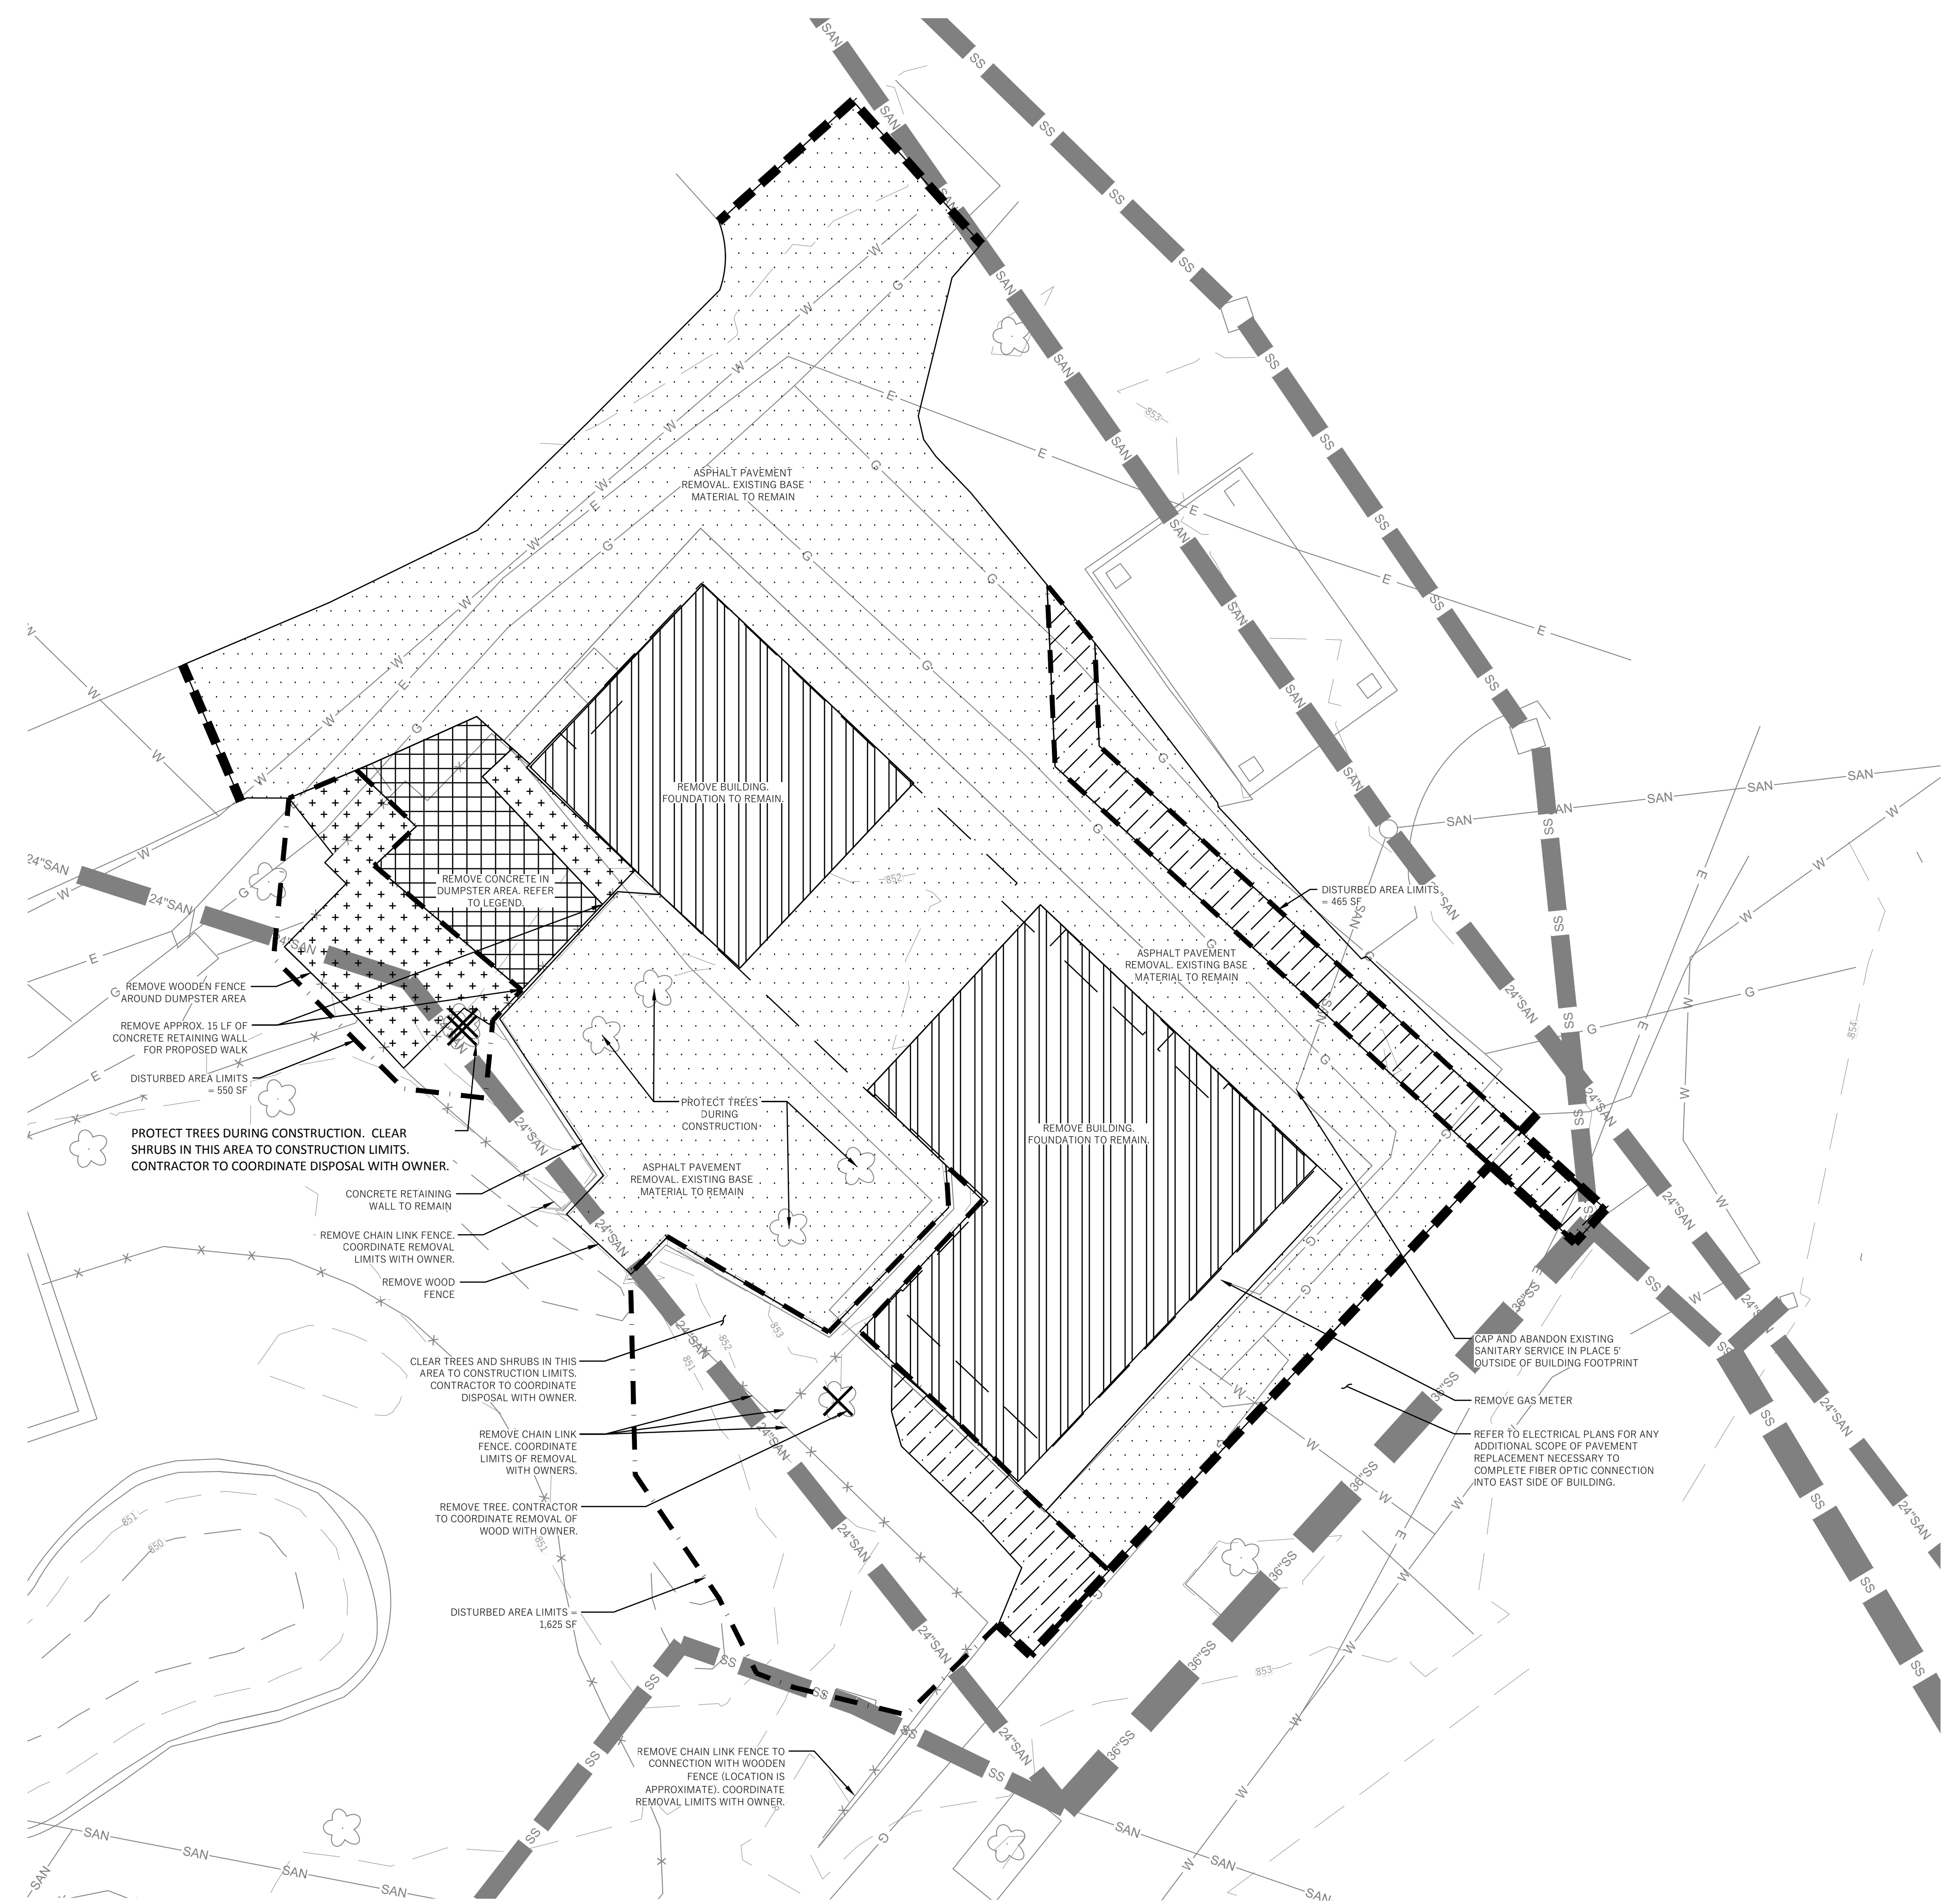 ASPHALT PAVEMENT
REMOVAL. EXISTING BASE
MATERIAL TO REMAIN
REMOVE BUILDING.
FOUNDATION TO REMAIN.
REMOVE CONCRETE IN
DUMPSTER AREA. REFER
TO LEGEND.
DISTURBED AREA LIMITS
= 465 SF
ASPHALT PAVEMENT
REMOVAL. EXISTING BASE
MATERIAL TO REMAIN
REMOVE WOODEN FENCE
AROUND DUMPSTER AREA
REMOVE APPROX. 15 LF OF
CONCRETE RETAINING WALL
FOR PROPOSED WALK
DISTURBED AREA LIMITS
= 550 SF
PROTECT TREES DURING CONSTRUCTION. CLEAR
SHRUBS IN THIS AREA TO CONSTRUCTION LIMITS.
CONTRACTOR TO COORDINATE DISPOSAL WITH OWNER.
PROTECT TREES
DURING
CONSTRUCTION
REMOVE BUILDING.
FOUNDATION TO REMAIN.
ASPHALT PAVEMENT
REMOVAL. EXISTING BASE
MATERIAL TO REMAIN
CONCRETE RETAINING
WALL TO REMAIN
REMOVE CHAIN LINK FENCE.
COORDINATE REMOVAL
LIMITS WITH OWNER.
REMOVE WOOD
FENCE
CLEAR TREES AND SHRUBS IN THIS
AREA TO CONSTRUCTION LIMITS.
CONTRACTOR TO COORDINATE
DISPOSAL WITH OWNER.
REMOVE CHAIN LINK
FENCE. COORDINATE
LIMITS OF REMOVAL
WITH OWNERS.
REMOVE TREE. CONTRACTOR
TO COORDINATE REMOVAL OF
WOOD WITH OWNER.
DISTURBED AREA LIMITS =
1,625 SF
REMOVE CHAIN LINK FENCE TO
CONNECTION WITH WOODEN
FENCE (LOCATION IS
APPROXIMATE). COORDINATE
REMOVAL LIMITS WITH OWNER.
CAP AND ABANDON EXISTING
SANITARY SERVICE IN PLACE 5'
OUTSIDE OF BUILDING FOOTPRINT
REMOVE GAS METER
REFER TO ELECTRICAL PLANS FOR ANY
ADDITIONAL SCOPE OF PAVEMENT
REPLACEMENT NECESSARY TO
COMPLETE FIBER OPTIC CONNECTION
INTO EAST SIDE OF BUILDING.
853
852
854
853
852
851
851
850
851
853
SAN
SS
24"SAN
36"SS
W
E
G